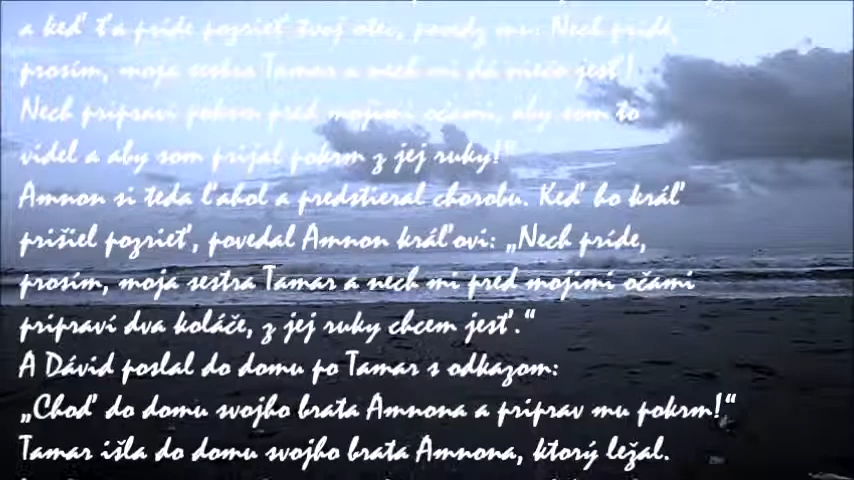 a keď ťa príde pozrieť tvoj otec, povedz mu: Nech príde,
prosím, moja sestra Tamar a nech mi dá niečo jesť!
Nech pripraví pokrm pred mojimi očami, aby som to
videl a aby som prijal pokrm z jej ruky!"
Amnon si teda ľahol a predstieral chorobu. Keď ho kráľ
prišiel pozrieť, povedal Amnon kráľovi: „Nech príde,
prosím, moja sestra Tamar a nech mi pred mojimi očami
pripraví dva koláče, z jej ruky chcem jesť.“
A Dávid poslal do domu po Tamar s odkazom:
„Choď do domu svojho brata Amnona a priprav mu pokrm!“
Tamar išla do domu svojho brata Amnona, ktorý ležal.